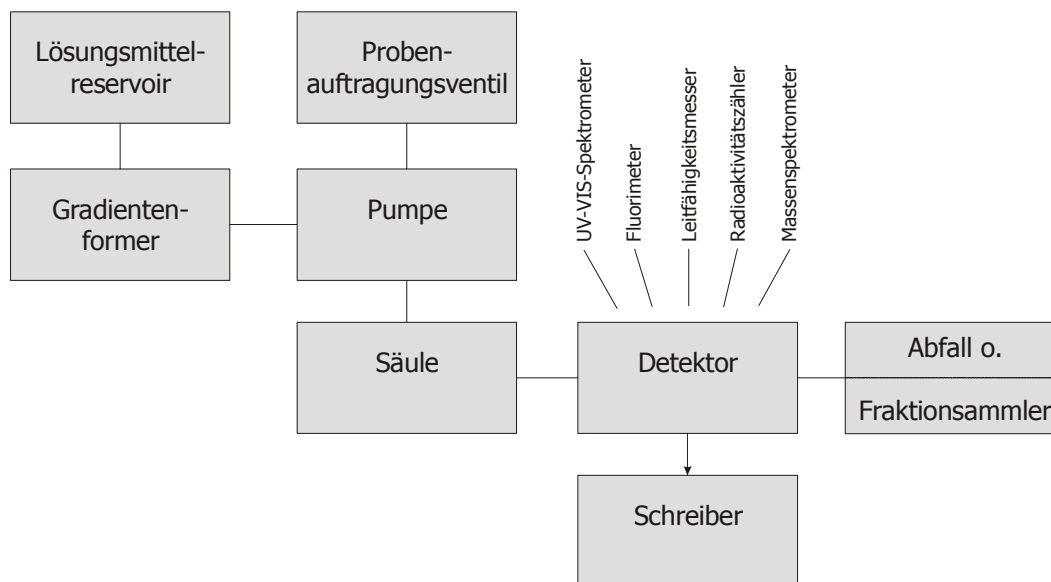 Lösungsmittel-
reservoir
Proben-
auftragungsventil
Gradienten-
former
Pumpe
UV-VIS-Spektrometer
Fluorimeter
Leitfähigkeitsmesser
Radioaktivitätszähler
Massenspektrometer
Säule
Detektor
Abfall o.
Fraktionsammler
Schreiber